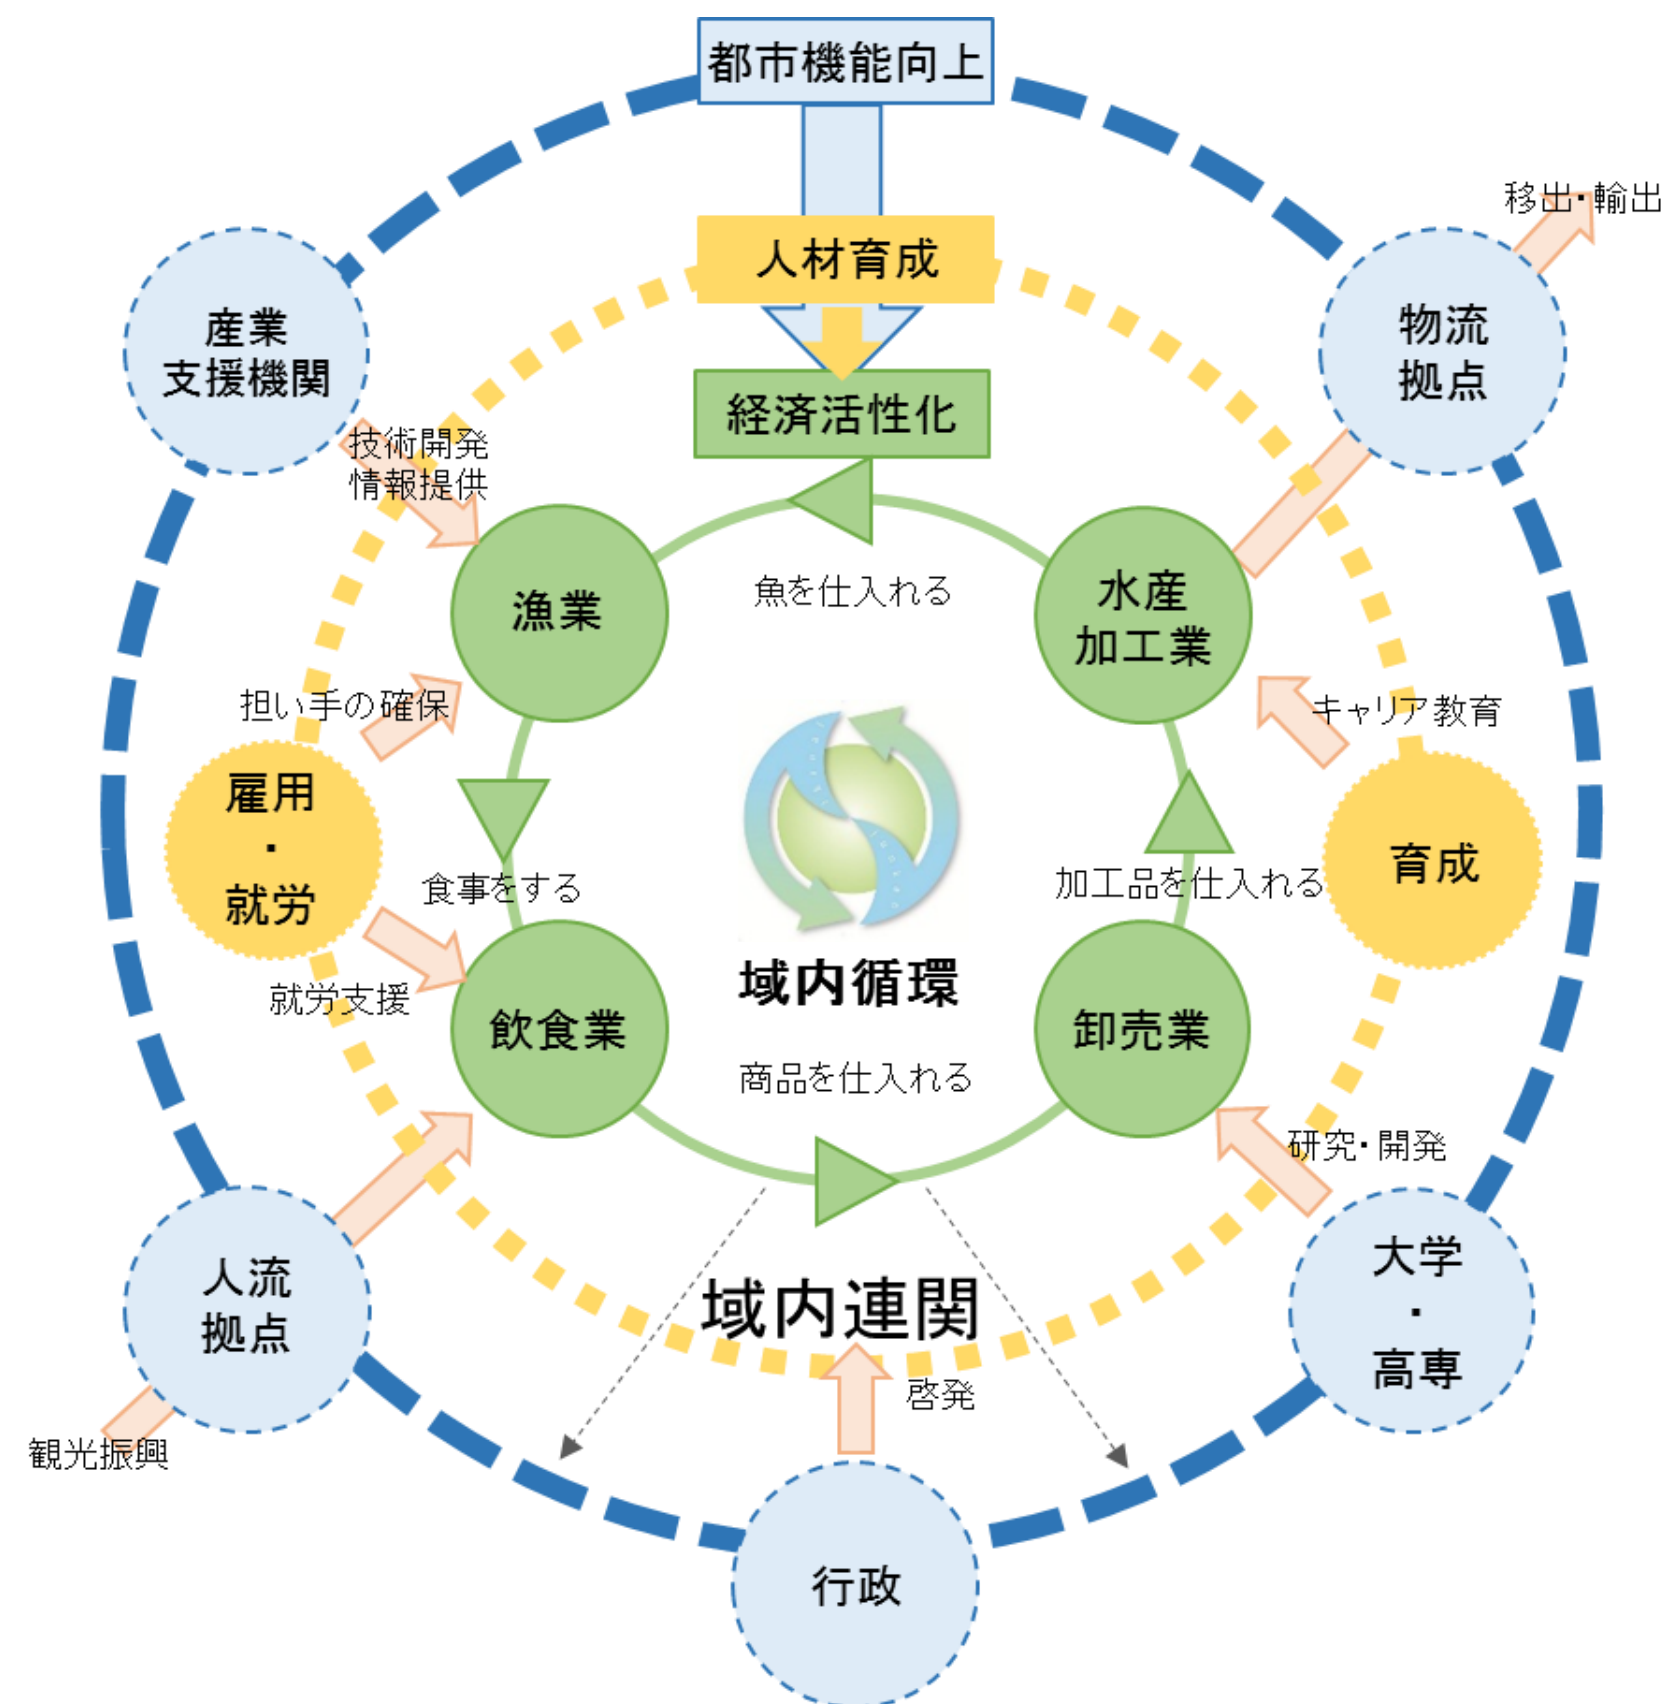 都市機能向上
移出・輸出
人材育成
産業
支援機関
物流
拠点
経済活性化
技術開発
情報提供
魚を仕入れる
漁業
水産
加工業
担い手の確保
キャリア教育
雇用
・
就労
育成
食事をする
加工品を仕入れる
域内循環
就労支援
飲食業
卸売業
商品を仕入れる
研究・開発
人流
拠点
域内連関
大学
・
高専
啓発
観光振興
行政